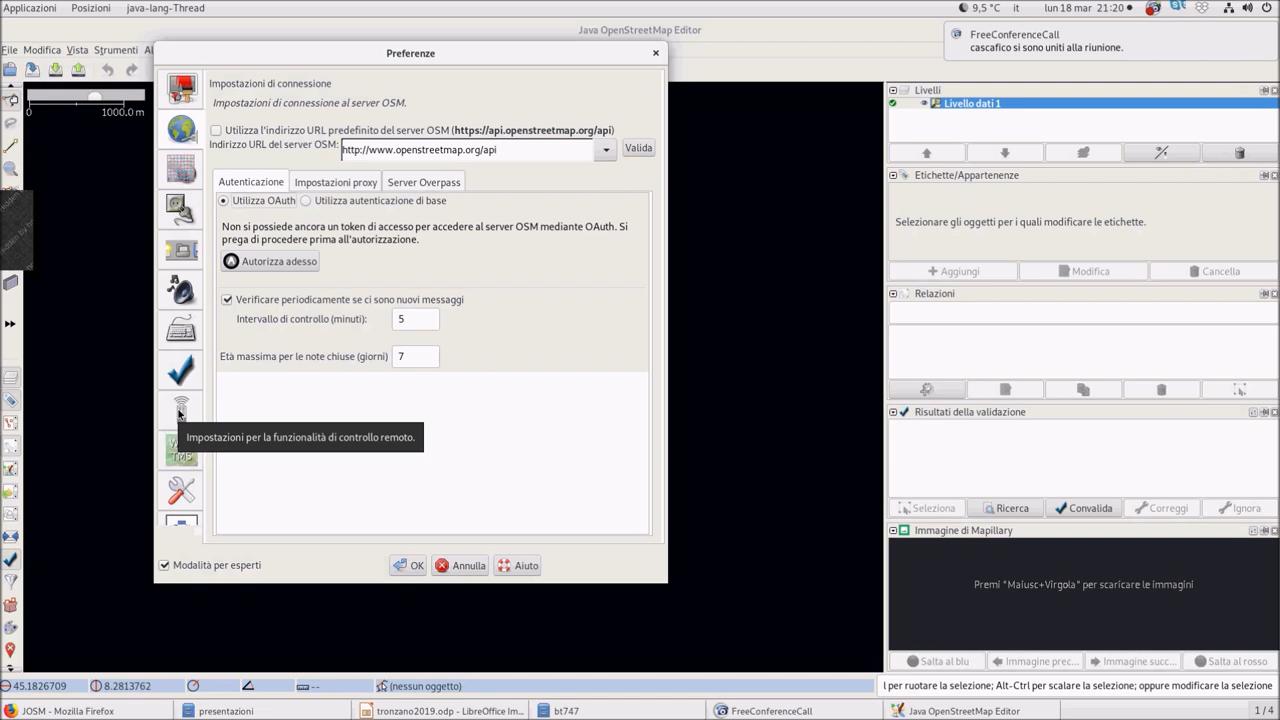 Applicazioni Posizioni java-lang-Thread 9,5 °C it lun 18 mar 21:20
Java OpenStreetMap Editor
FreeConferenceCall
cascafico si sono uniti alla riunione.
File Modifica Vista Strumenti
0 1000.0 m
Preferenze
Impostazioni di connessione
Impostazioni di connessione al server OSM.
Utilizza l'indirizzo URL predefinito del server OSM (https://api.openstreetmap.org/api)
Indirizzo URL del server OSM: http://www.openstreetmap.org/api Valida
Autenticazione Impostazioni proxy Server Overpass
Utilizza OAuth Utilizza autenticazione di base
Non si possiede ancora un token di accesso per accedere al server OSM mediante OAuth. Si
prega di procedere prima all'autorizzazione.
Autorizza adesso
Verificare periodicamente se ci sono nuovi messaggi
Intervallo di controllo (minuti): 5
Età massima per le note chiuse (giorni) 7
Impostazioni per la funzionalità di controllo remoto.
TMS
Modalità per esperti OK Annulla Aiuto
Livelli
Livello dati 1
Etichette/Appartenenze
Selezionare gli oggetti per i quali modificare le etichette.
Aggiungi Modifica Cancella
Relazioni
Risultati della validazione
Seleziona Ricerca Convalida Correggi Ignora
Immagine di Mapillary
Premi "Maiusc+Virgola" per scaricare le immagini
Salta al blu Immagine prec... Immagine succ... Salta al rosso
45.1826709 8.2813762 -- (nessun oggetto) l per ruotare la selezione; Alt-Ctrl per scalare la selezione; oppure modificare la selezione
JOSM - Mozilla Firefox presentazioni tronzano2019.odp - LibreOffice Im... bt747 FreeConferenceCall Java OpenStreetMap Editor 1 / 4